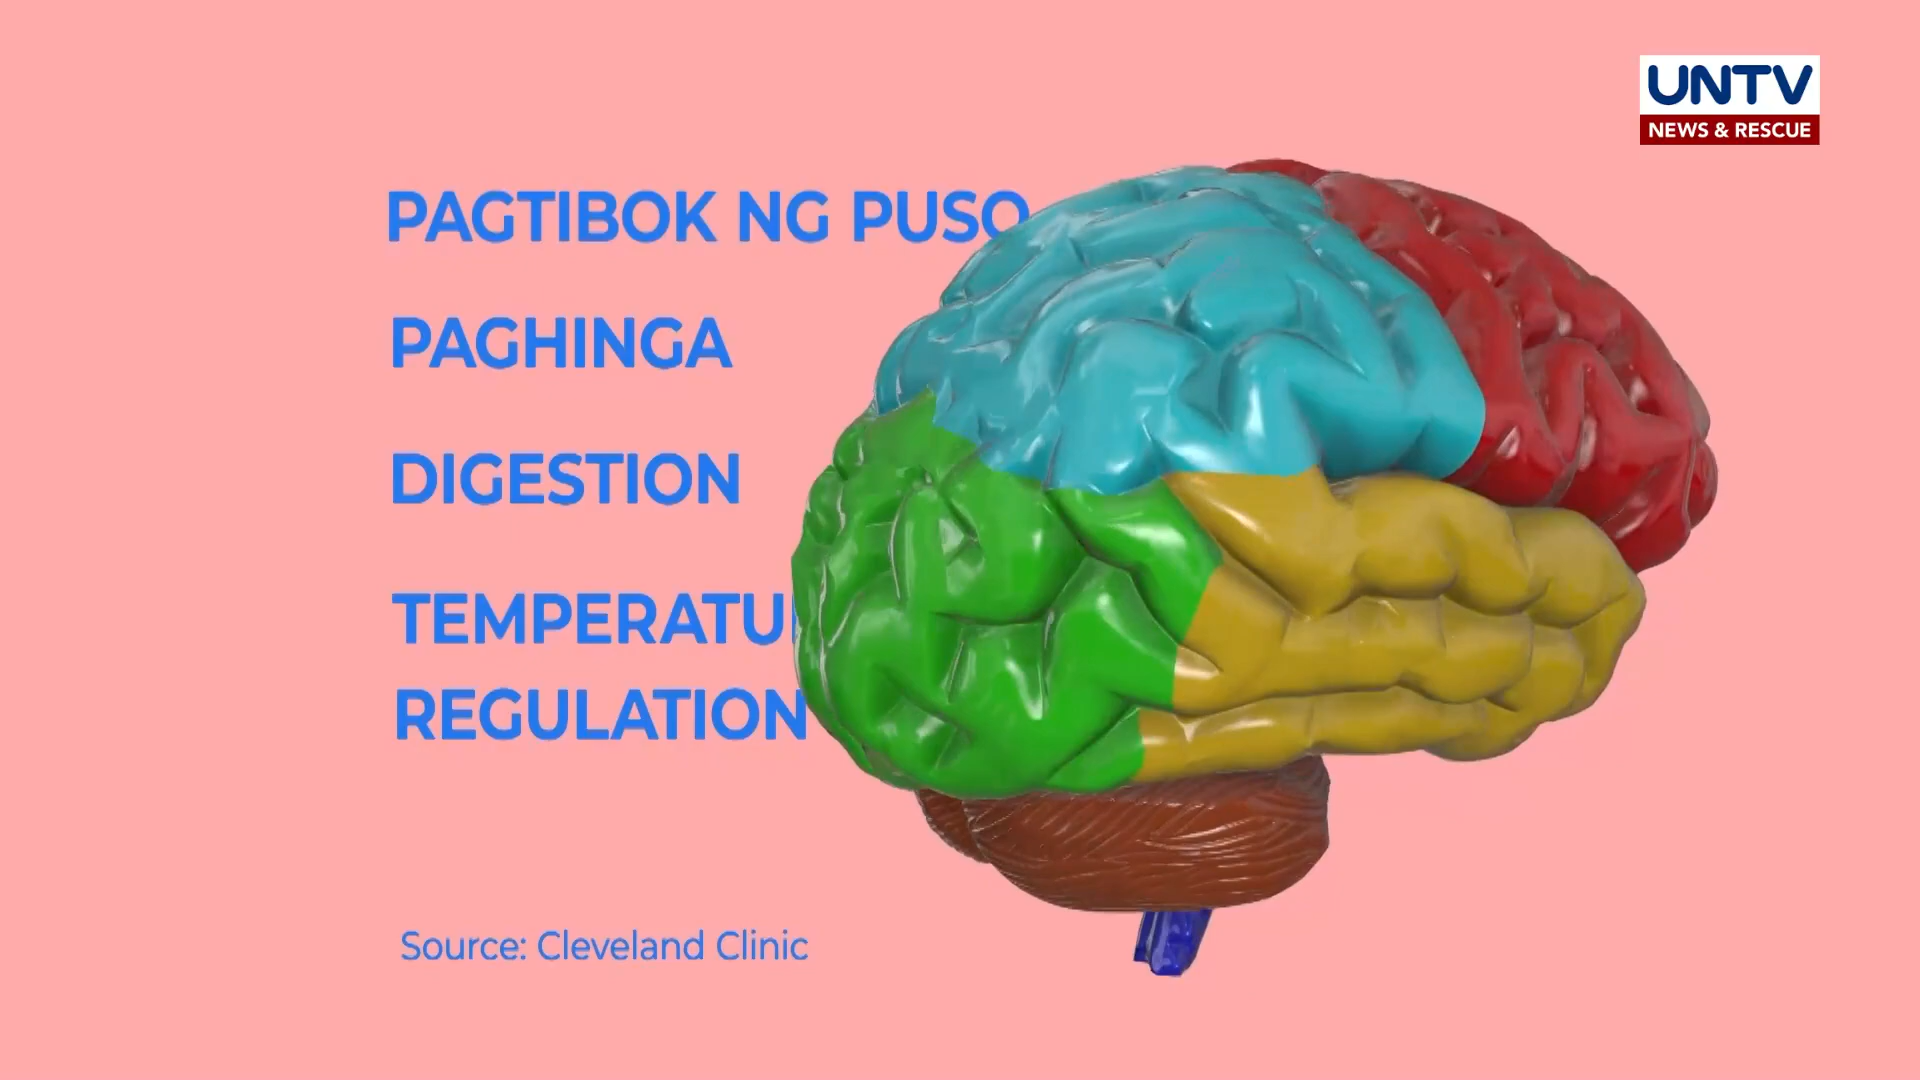 UNTV
NEWS & RESCUE
PAGTIBOK NG PUSO
PAGHINGA
DIGESTION
TEMPERATU
REGULATION
Source: Cleveland Clinic